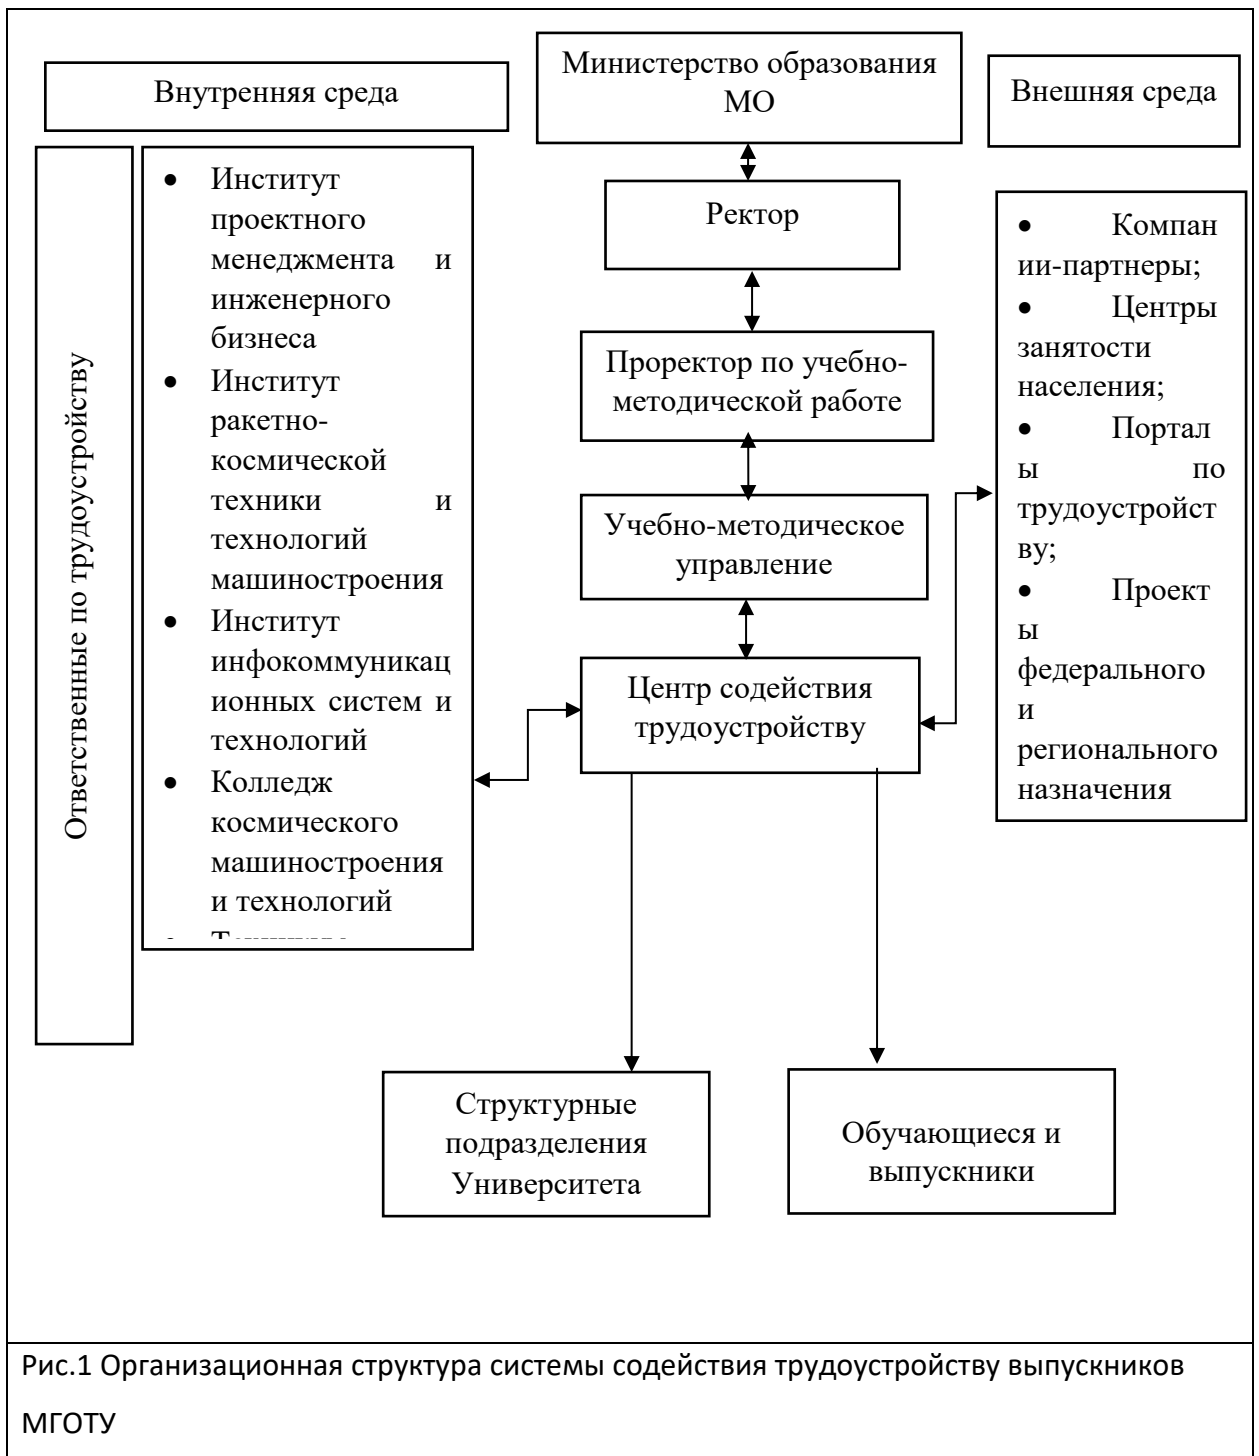 Внутренняя среда
Министерство образования
МО
Внешняя среда
Ответственные по трудоустройству
• Институт
проектного
менеджмента и
инженерного
бизнеса
• Институт
ракетно-
космической
техники и
технологий
машиностроения
• Институт
инфокоммуникац
ионных систем и
технологий
• Колледж
космического
машиностроения
и технологий
Ректор
Проректор по учебно-
методической работе
Учебно-методическое
управление
Центр содействия
трудоустройству
• Компан
ии-партнеры;
• Центры
занятости
населения;
• Портал
ы по
трудоустройст
ву;
• Проект
ы
федерального
и
регионального
назначения
Структурные
подразделения
Университета
Обучающиеся и
выпускники
Рис.1 Организационная структура системы содействия трудоустройству выпускников
МГОТУ